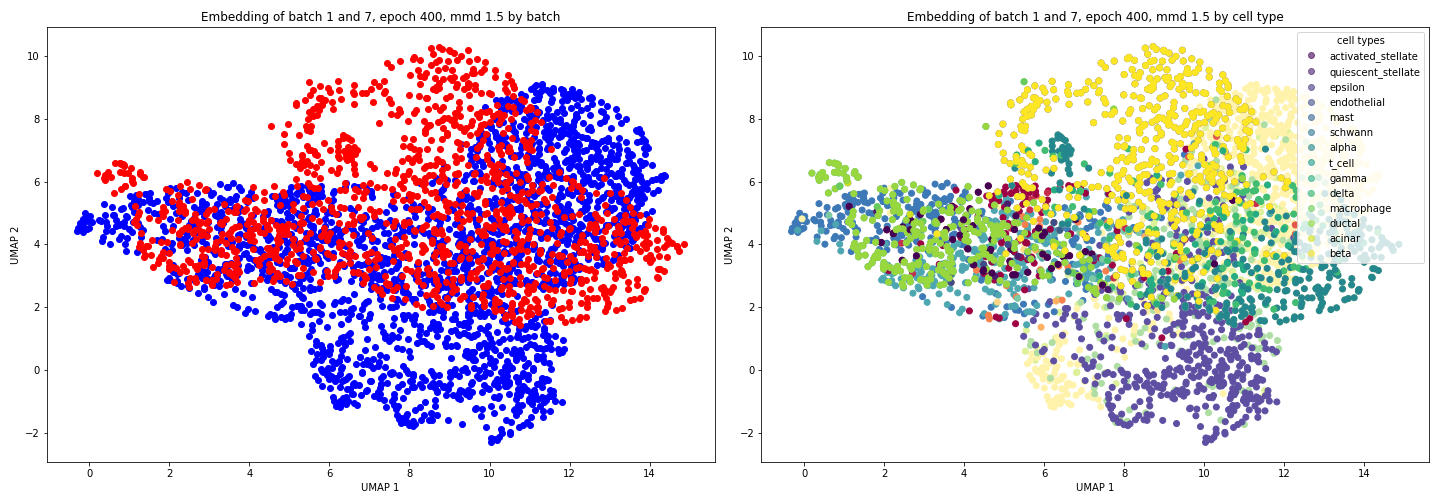 Embedding of batch 1 and 7, epoch 400, mmd 1.5 by batch
10
8
6
4
2
0
−2
UMAP 2
0
2
4
6
8
10
12
14
UMAP 1
Embedding of batch 1 and 7, epoch 400, mmd 1.5 by cell type
10
8
6
4
2
0
−2
UMAP 2
0
2
4
6
8
10
12
14
UMAP 1
cell types
activated_stellate
quiescent_stellate
epsilon
endothelial
mast
schwann
alpha
t_cell
gamma
delta
macrophage
ductal
acinar
beta